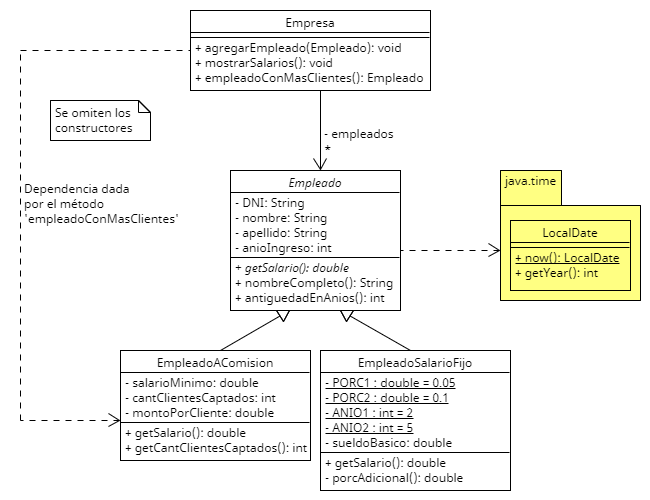 Empresa
+ agregarEmpleado(Empleado): void
+ mostrarSalarios(): void
+ empleadoConMasClientes(): Empleado
Se omiten los
constructores
- empleados
*
Dependencia dada
por el método
'empleadoConMasClientes'
Empleado
- DNI: String
- nombre: String
- apellido: String
- anioIngreso: int
+ getSalario(): double
+ nombreCompleto(): String
+ antiguedadEnAnios(): int
java.time
LocalDate
+ now(): LocalDate
+ getYear(): int
EmpleadoAComision
- salarioMinimo: double
- cantClientesCaptados: int
- montoPorCliente: double
+ getSalario(): double
+ getCantClientesCaptados(): int
EmpleadoSalarioFijo
- PORC1 : double = 0.05
- PORC2 : double = 0.1
- ANIO1 : int = 2
- ANIO2 : int = 5
- sueldoBasico: double
+ getSalario(): double
- porcAdicional(): double